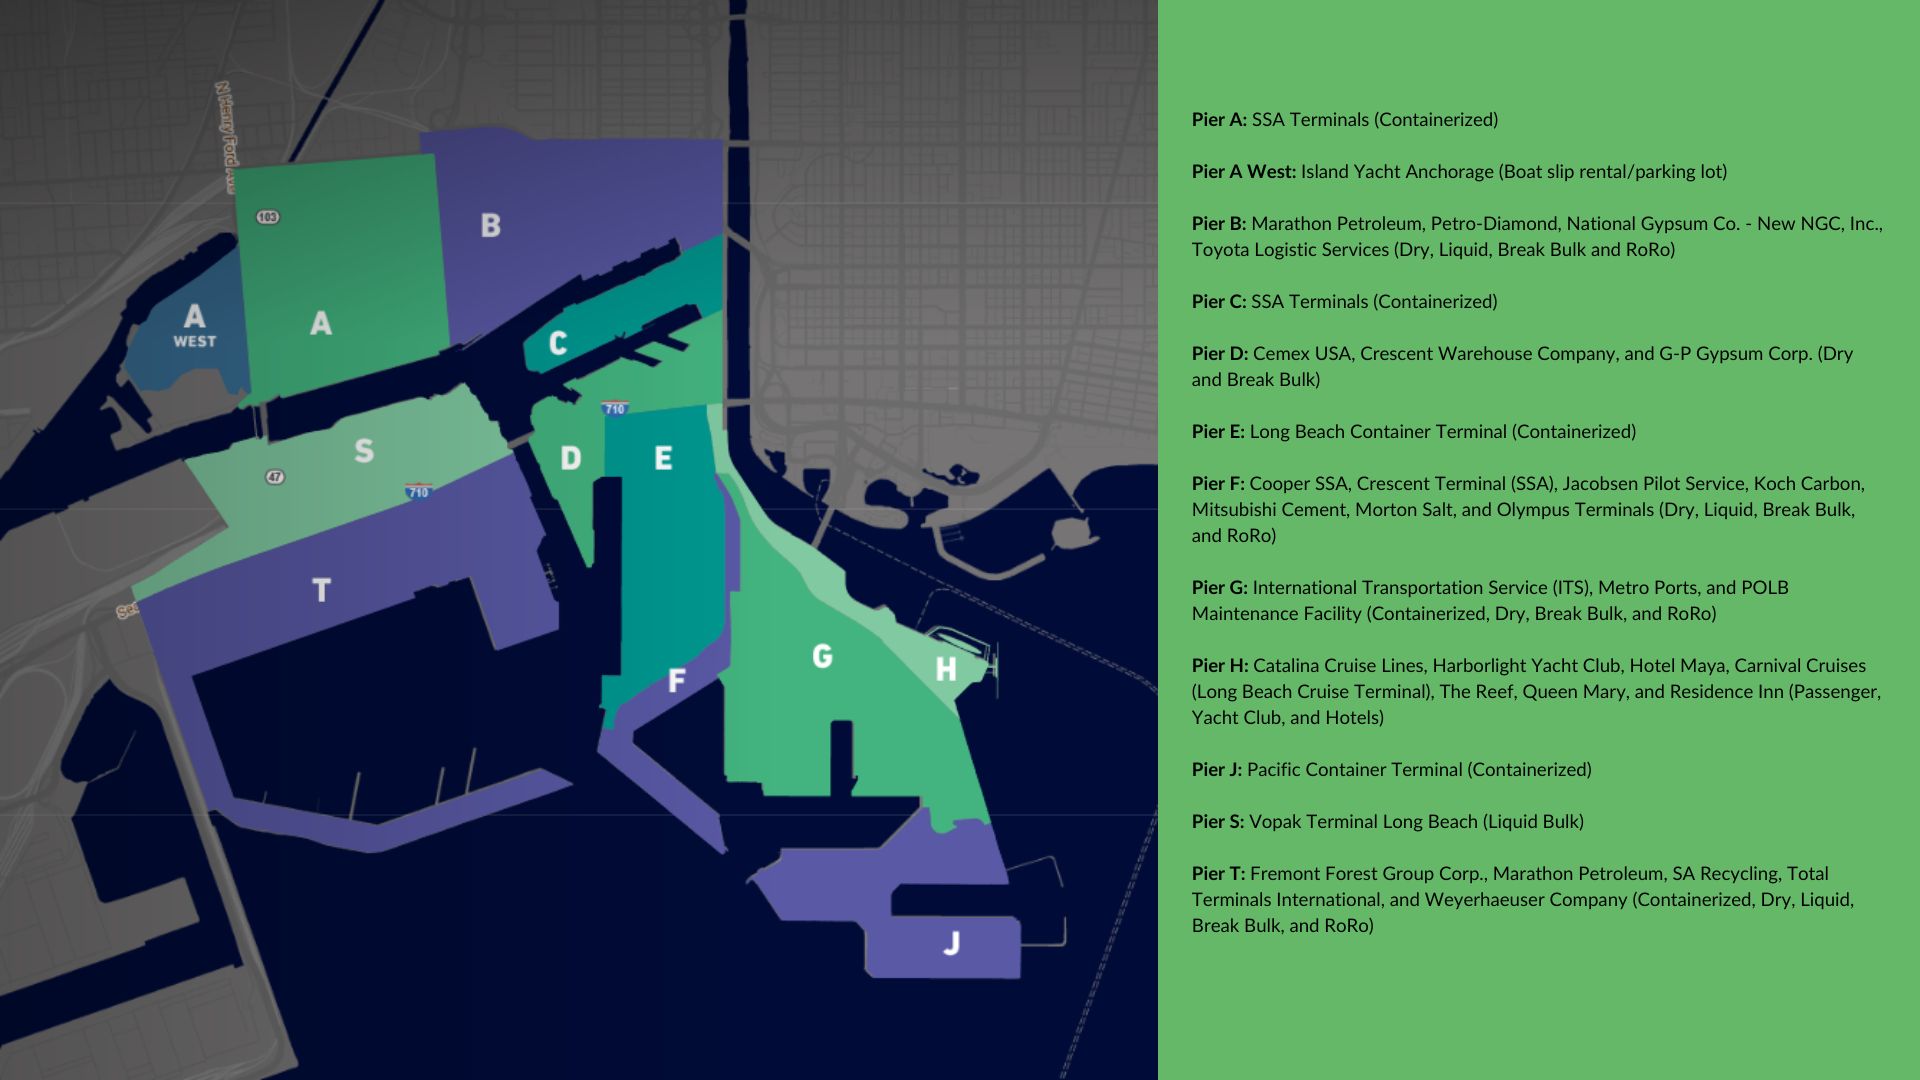 N Henry Ford Ave
103
B
A
WEST
A
C
710
S
D
E
47
710
T
G
H
F
J
Pier A: SSA Terminals (Containerized)
Pier A West: Island Yacht Anchorage (Boat slip rental/parking lot)
Pier B: Marathon Petroleum, Petro-Diamond, National Gypsum Co. - New NGC, Inc.,
Toyota Logistic Services (Dry, Liquid, Break Bulk and RoRo)
Pier C: SSA Terminals (Containerized)
Pier D: Cemex USA, Crescent Warehouse Company, and G-P Gypsum Corp. (Dry
and Break Bulk)
Pier E: Long Beach Container Terminal (Containerized)
Pier F: Cooper SSA, Crescent Terminal (SSA), Jacobsen Pilot Service, Koch Carbon,
Mitsubishi Cement, Morton Salt, and Olympus Terminals (Dry, Liquid, Break Bulk,
and RoRo)
Pier G: International Transportation Service (ITS), Metro Ports, and POLB
Maintenance Facility (Containerized, Dry, Break Bulk, and RoRo)
Pier H: Catalina Cruise Lines, Harborlight Yacht Club, Hotel Maya, Carnival Cruises
(Long Beach Cruise Terminal), The Reef, Queen Mary, and Residence Inn (Passenger,
Yacht Club, and Hotels)
Pier J: Pacific Container Terminal (Containerized)
Pier S: Vopak Terminal Long Beach (Liquid Bulk)
Pier T: Fremont Forest Group Corp., Marathon Petroleum, SA Recycling, Total
Terminals International, and Weyerhaeuser Company (Containerized, Dry, Liquid,
Break Bulk, and RoRo)